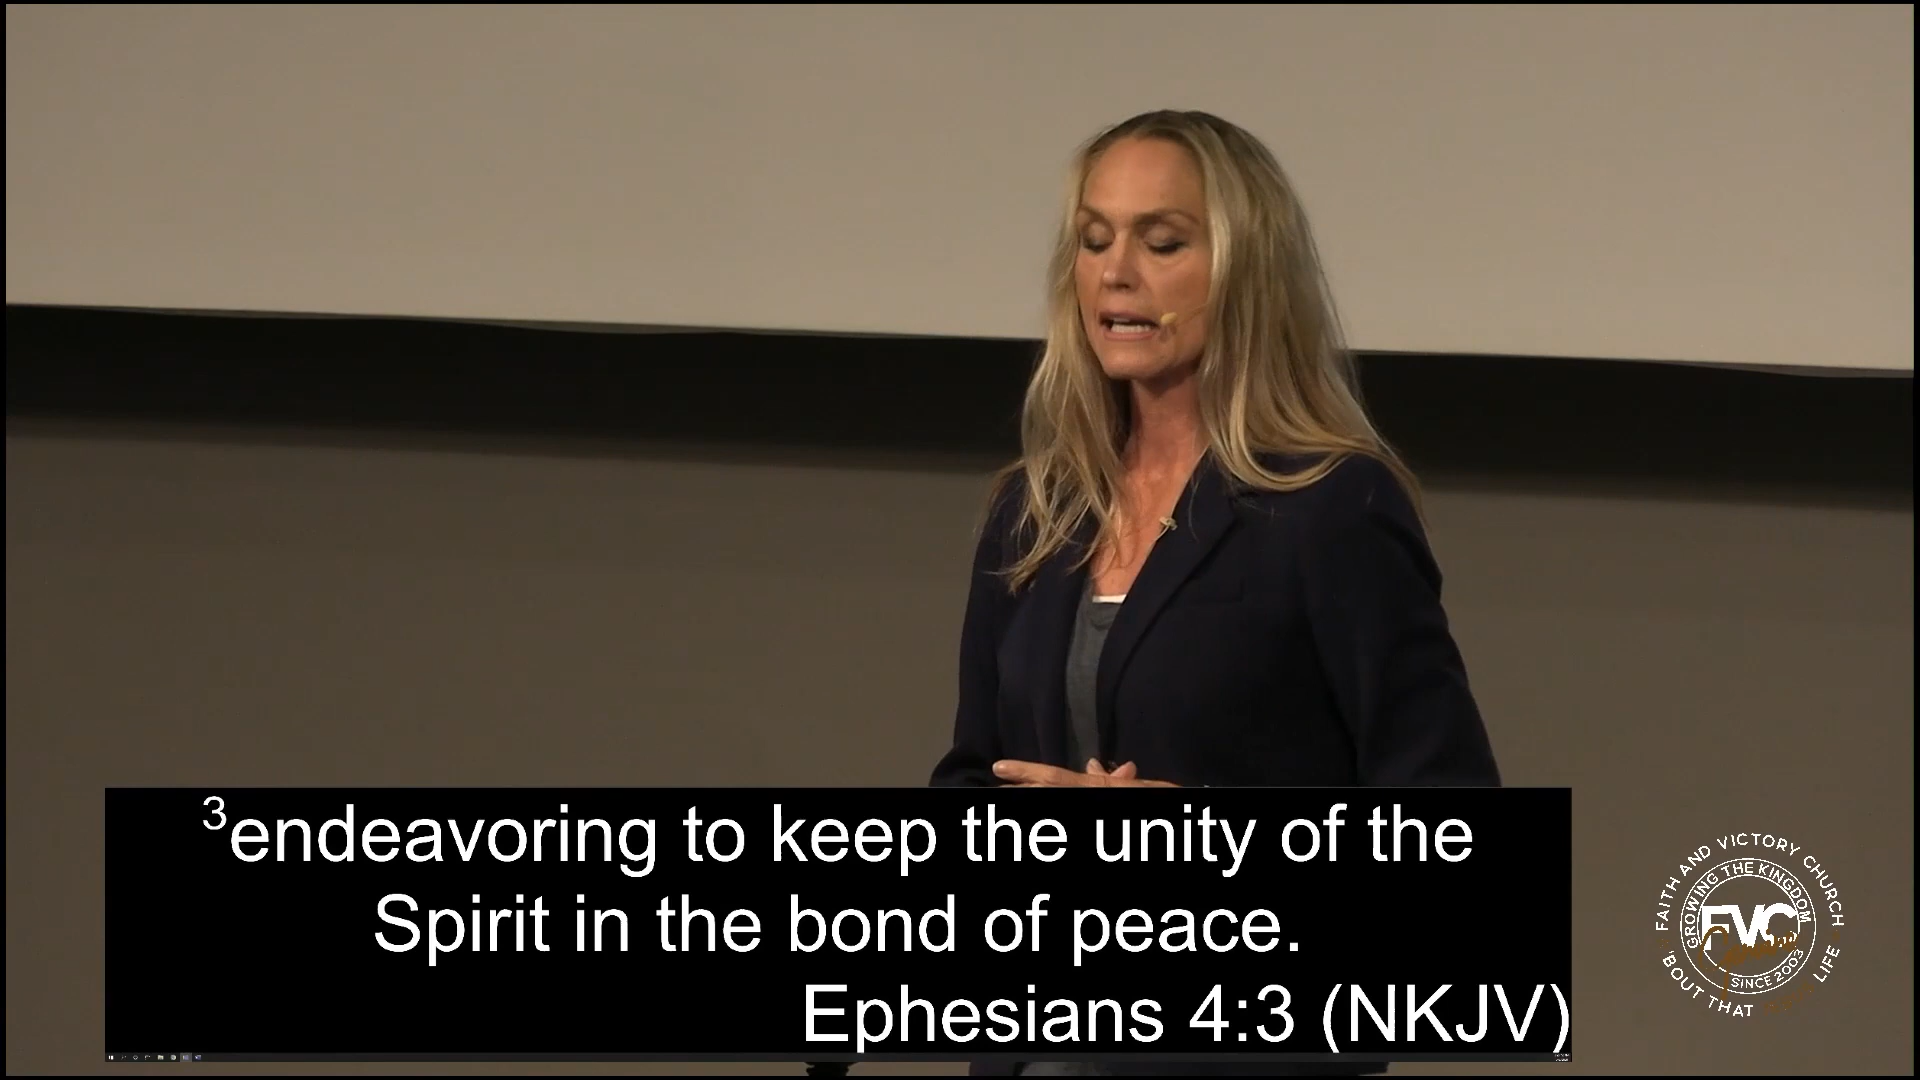 3endeavoring to keep the unity of the
Spirit in the bond of peace.
Ephesians 4:3 (NKJV)
FAITH AND VICTORY CHURCH
GROWING THE KINGDOM
FVC
SINCE 2003
'BOUT THAT
LIFE